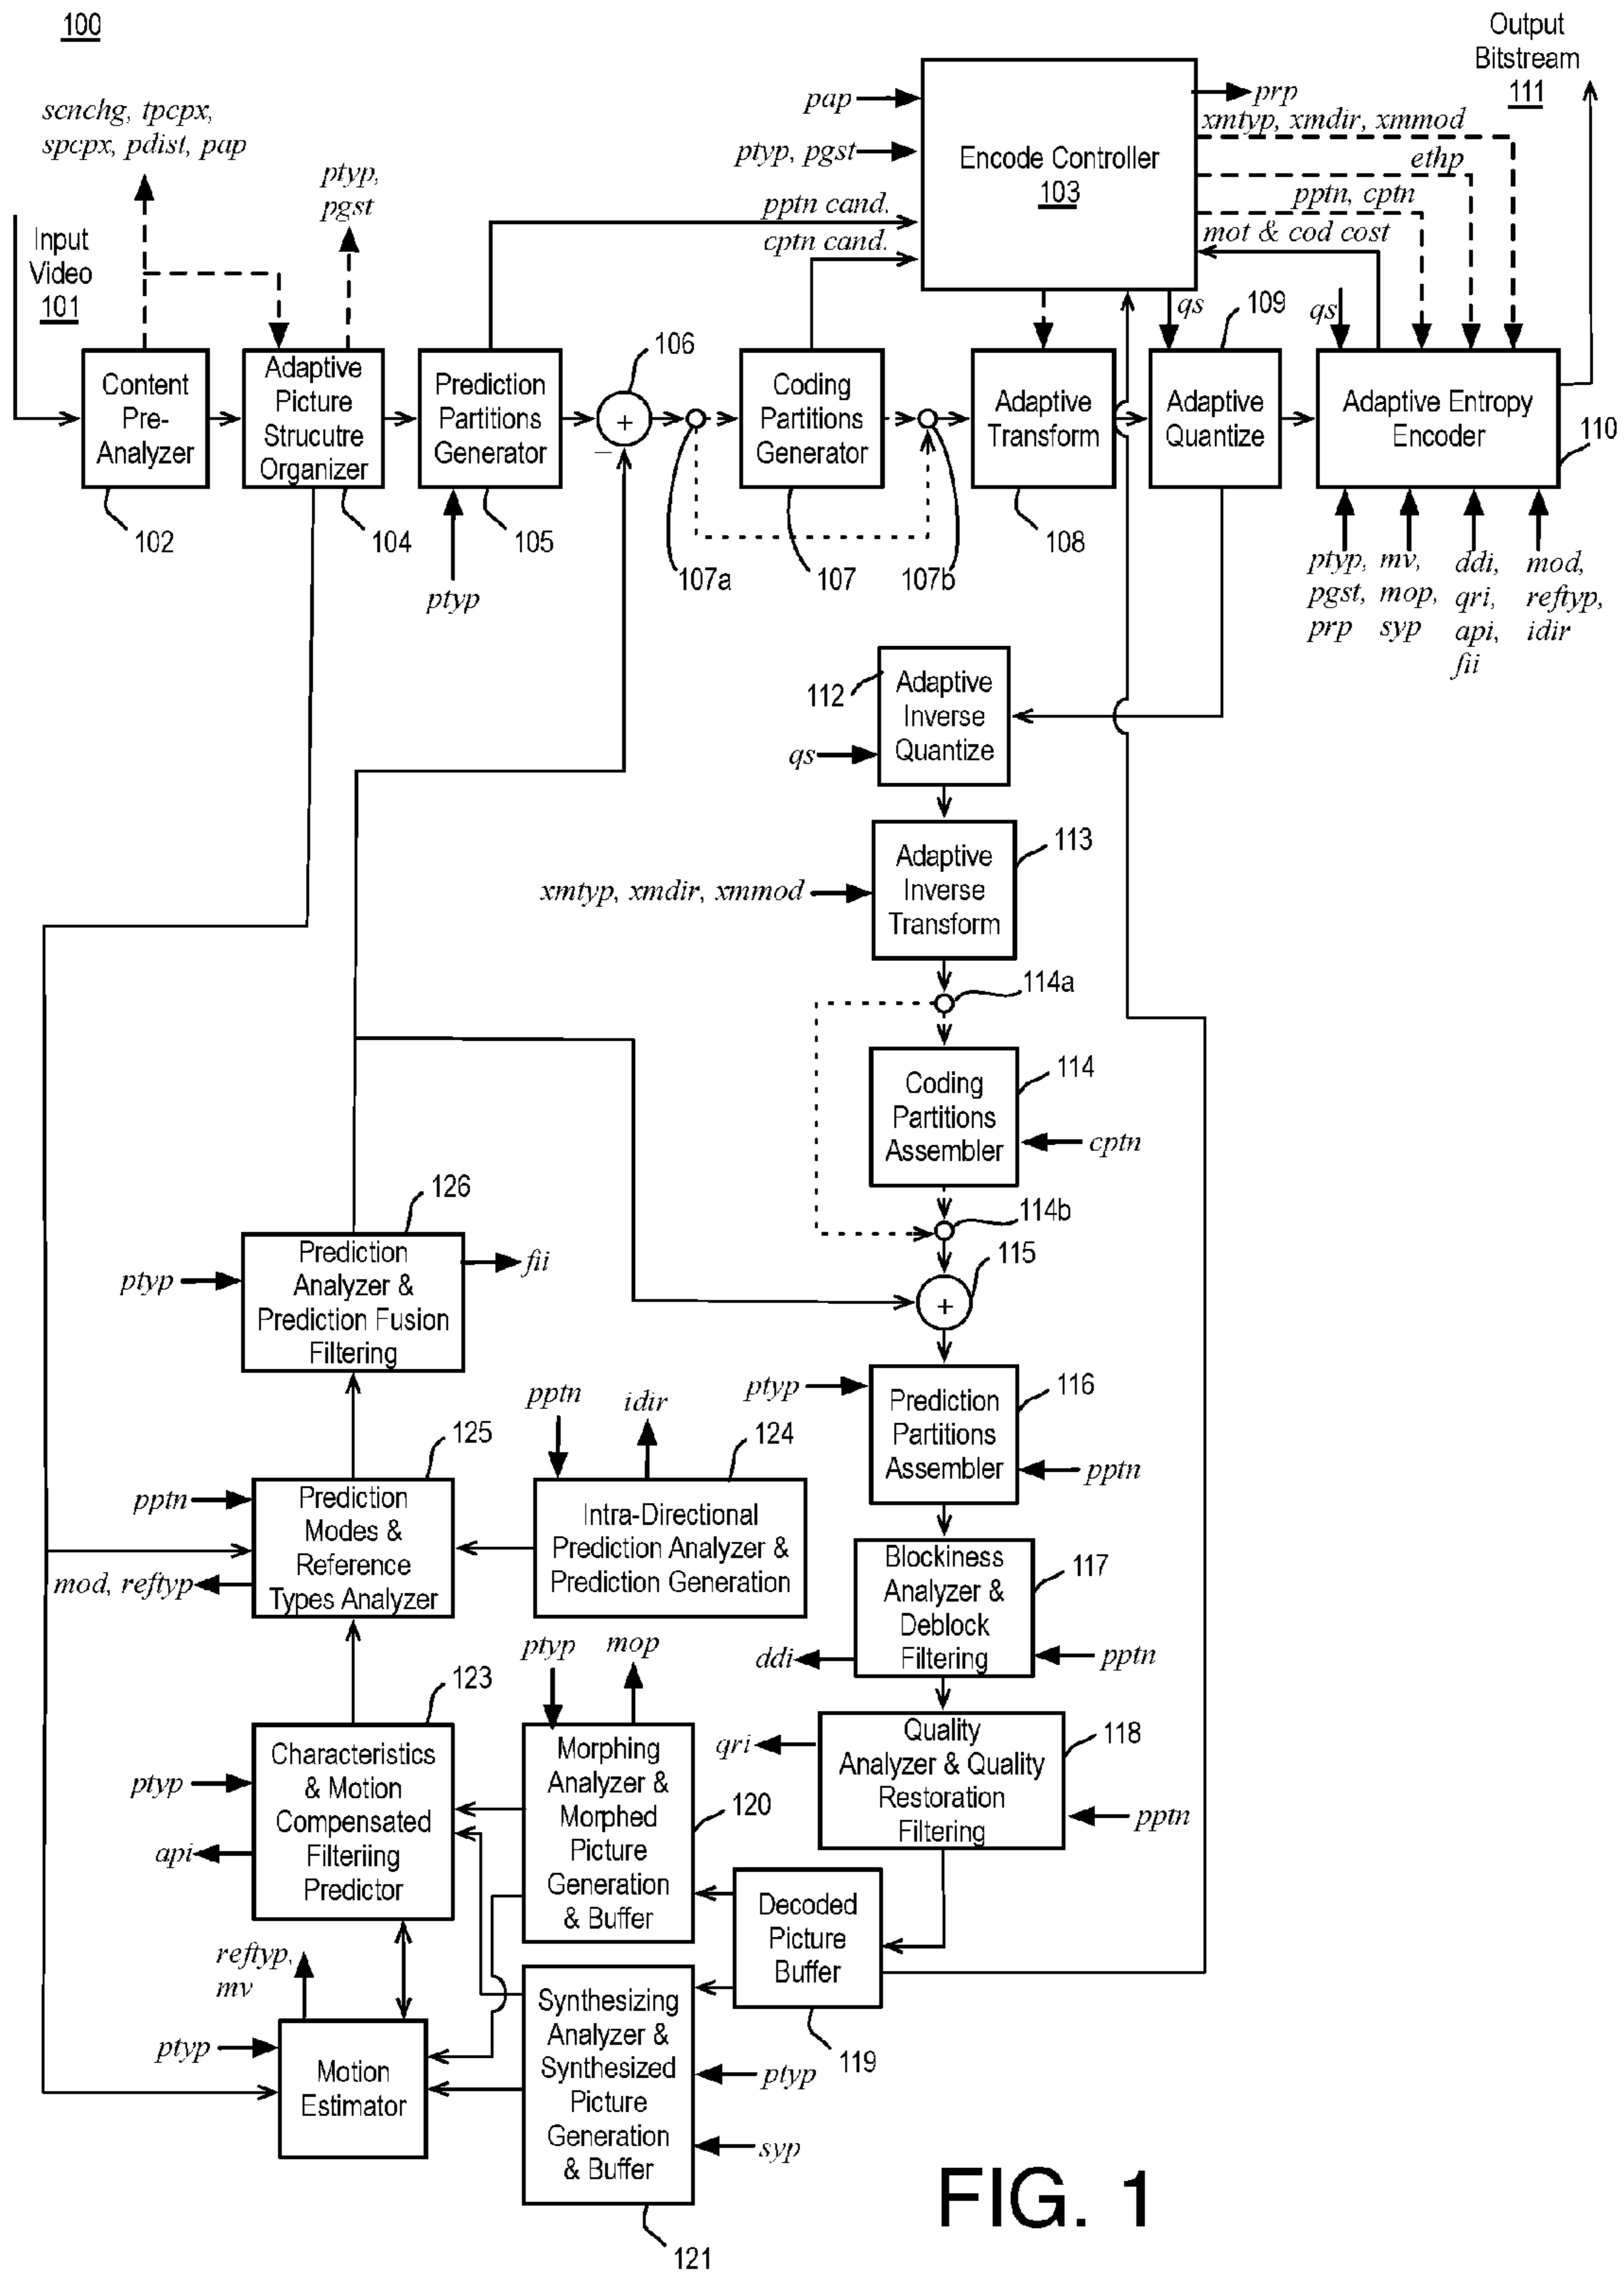 100
Output
Bitstream
111
scnchg, tpcpx,
spcpx, pdist, pap
ptyp,
pgst
Input
Video
101
pap
ptyp, pgst
pptn cand.
cptn cand.
Encode Controller
103
prp
xmtyp, xmdir, xmmod
ethp
pptn, cptn
mot & cod cost
qs
109
qs
106
Content
Pre-
Analyzer
102
Adaptive
Picture
Strucutre
Organizer
104
Prediction
Partitions
Generator
105
ptyp
+
−
107a
Coding
Partitions
Generator
107
107b
Adaptive
Transform
108
Adaptive
Quantize
Adaptive Entropy
Encoder
110
ptyp,
pgst,
prp
mv,
mop,
syp
ddi,
qri,
api,
fii
mod,
reftyp,
idir
112
Adaptive
Inverse
Quantize
qs
113
Adaptive
Inverse
Transform
xmtyp, xmdir, xmmod
114a
114
Coding
Partitions
Assembler
cptn
114b
115
+
126
Prediction
Analyzer &
Prediction Fusion
Filtering
ptyp
fii
ptyp
116
Prediction
Partitions
Assembler
pptn
125
pptn
Prediction
Modes &
Reference
Types Analyzer
mod, reftyp
pptn
idir
124
Intra-Directional
Prediction Analyzer &
Prediction Generation
117
Blockiness
Analyzer &
Deblock
Filtering
ddi
pptn
123
Characteristics
& Motion
Compensated
Filteriing
Predictor
ptyp
api
ptyp
mop
Morphing
Analyzer &
Morphed
Picture
Generation
& Buffer
120
118
qri
Quality
Analyzer & Quality
Restoration
Filtering
pptn
Decoded
Picture
Buffer
119
reftyp,
mv
ptyp
Motion
Estimator
Synthesizing
Analyzer &
Synthesized
Picture
Generation
& Buffer
ptyp
syp
121
FIG. 1